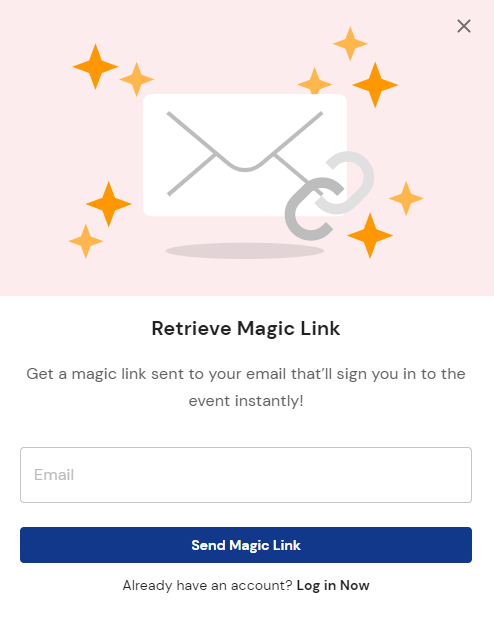 Retrieve Magic Link
Get a magic link sent to your email that’ll sign you in to the
event instantly!
Email
Send Magic Link
Already have an account? Log in Now